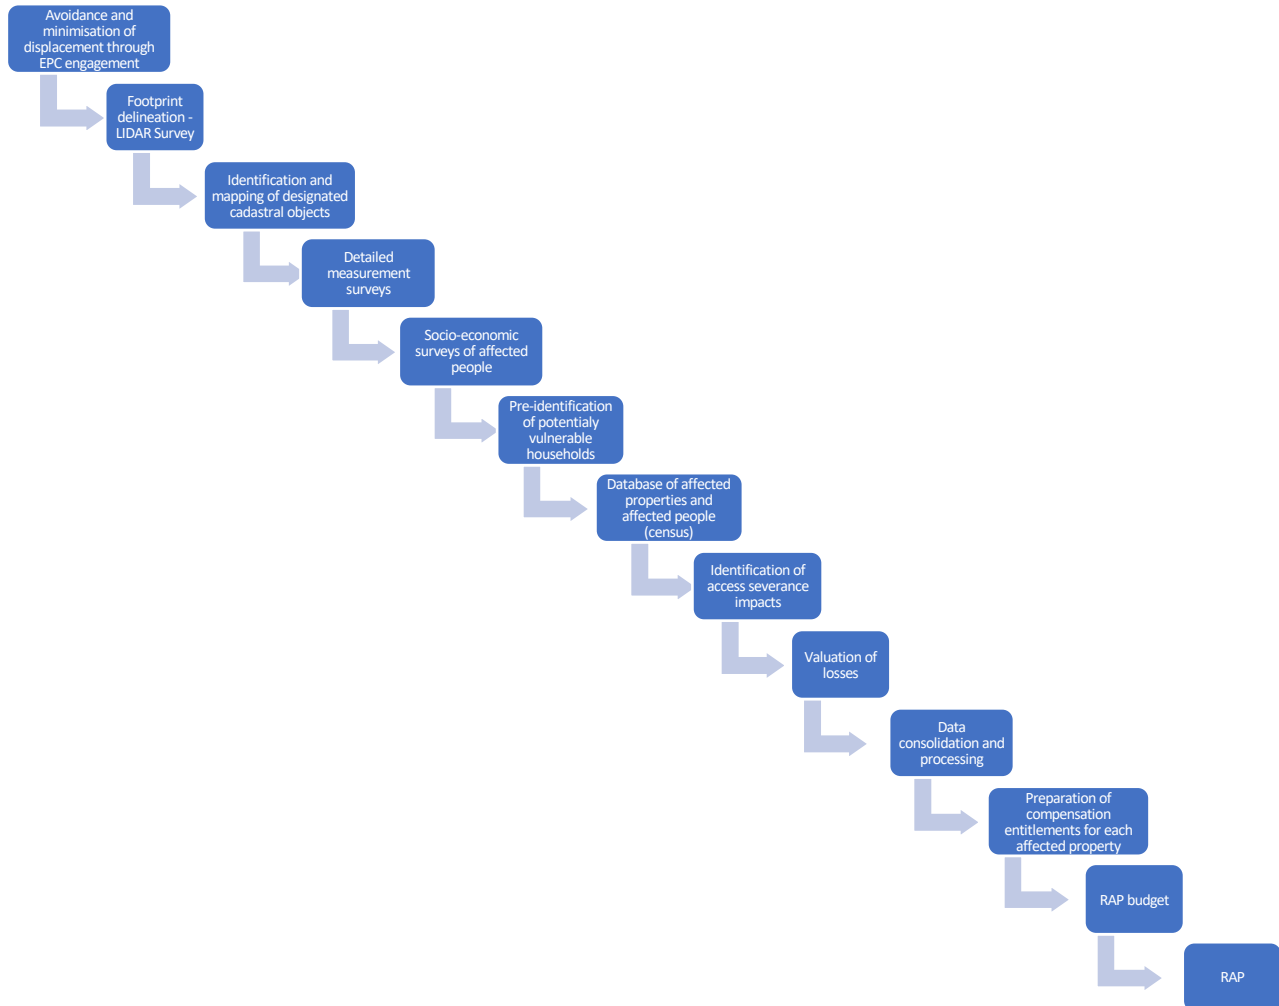 Avoidance and
minimisation of
displacement through
EPC engagement
Footprint
delineation -
LIDAR Survey
Identification and
mapping of designated
cadastral objects
Detailed
measurement
surveys
Socio-economic
surveys of affected
people
Pre-identification
of potentialy
vulnerable
households
Database of affected
properties and
affected people
(census)
Identification of
access severance
impacts
Valuation of
losses
Data
consolidation and
processing
Preparation of
compensation
entitlements for each
affected property
RAP budget
RAP